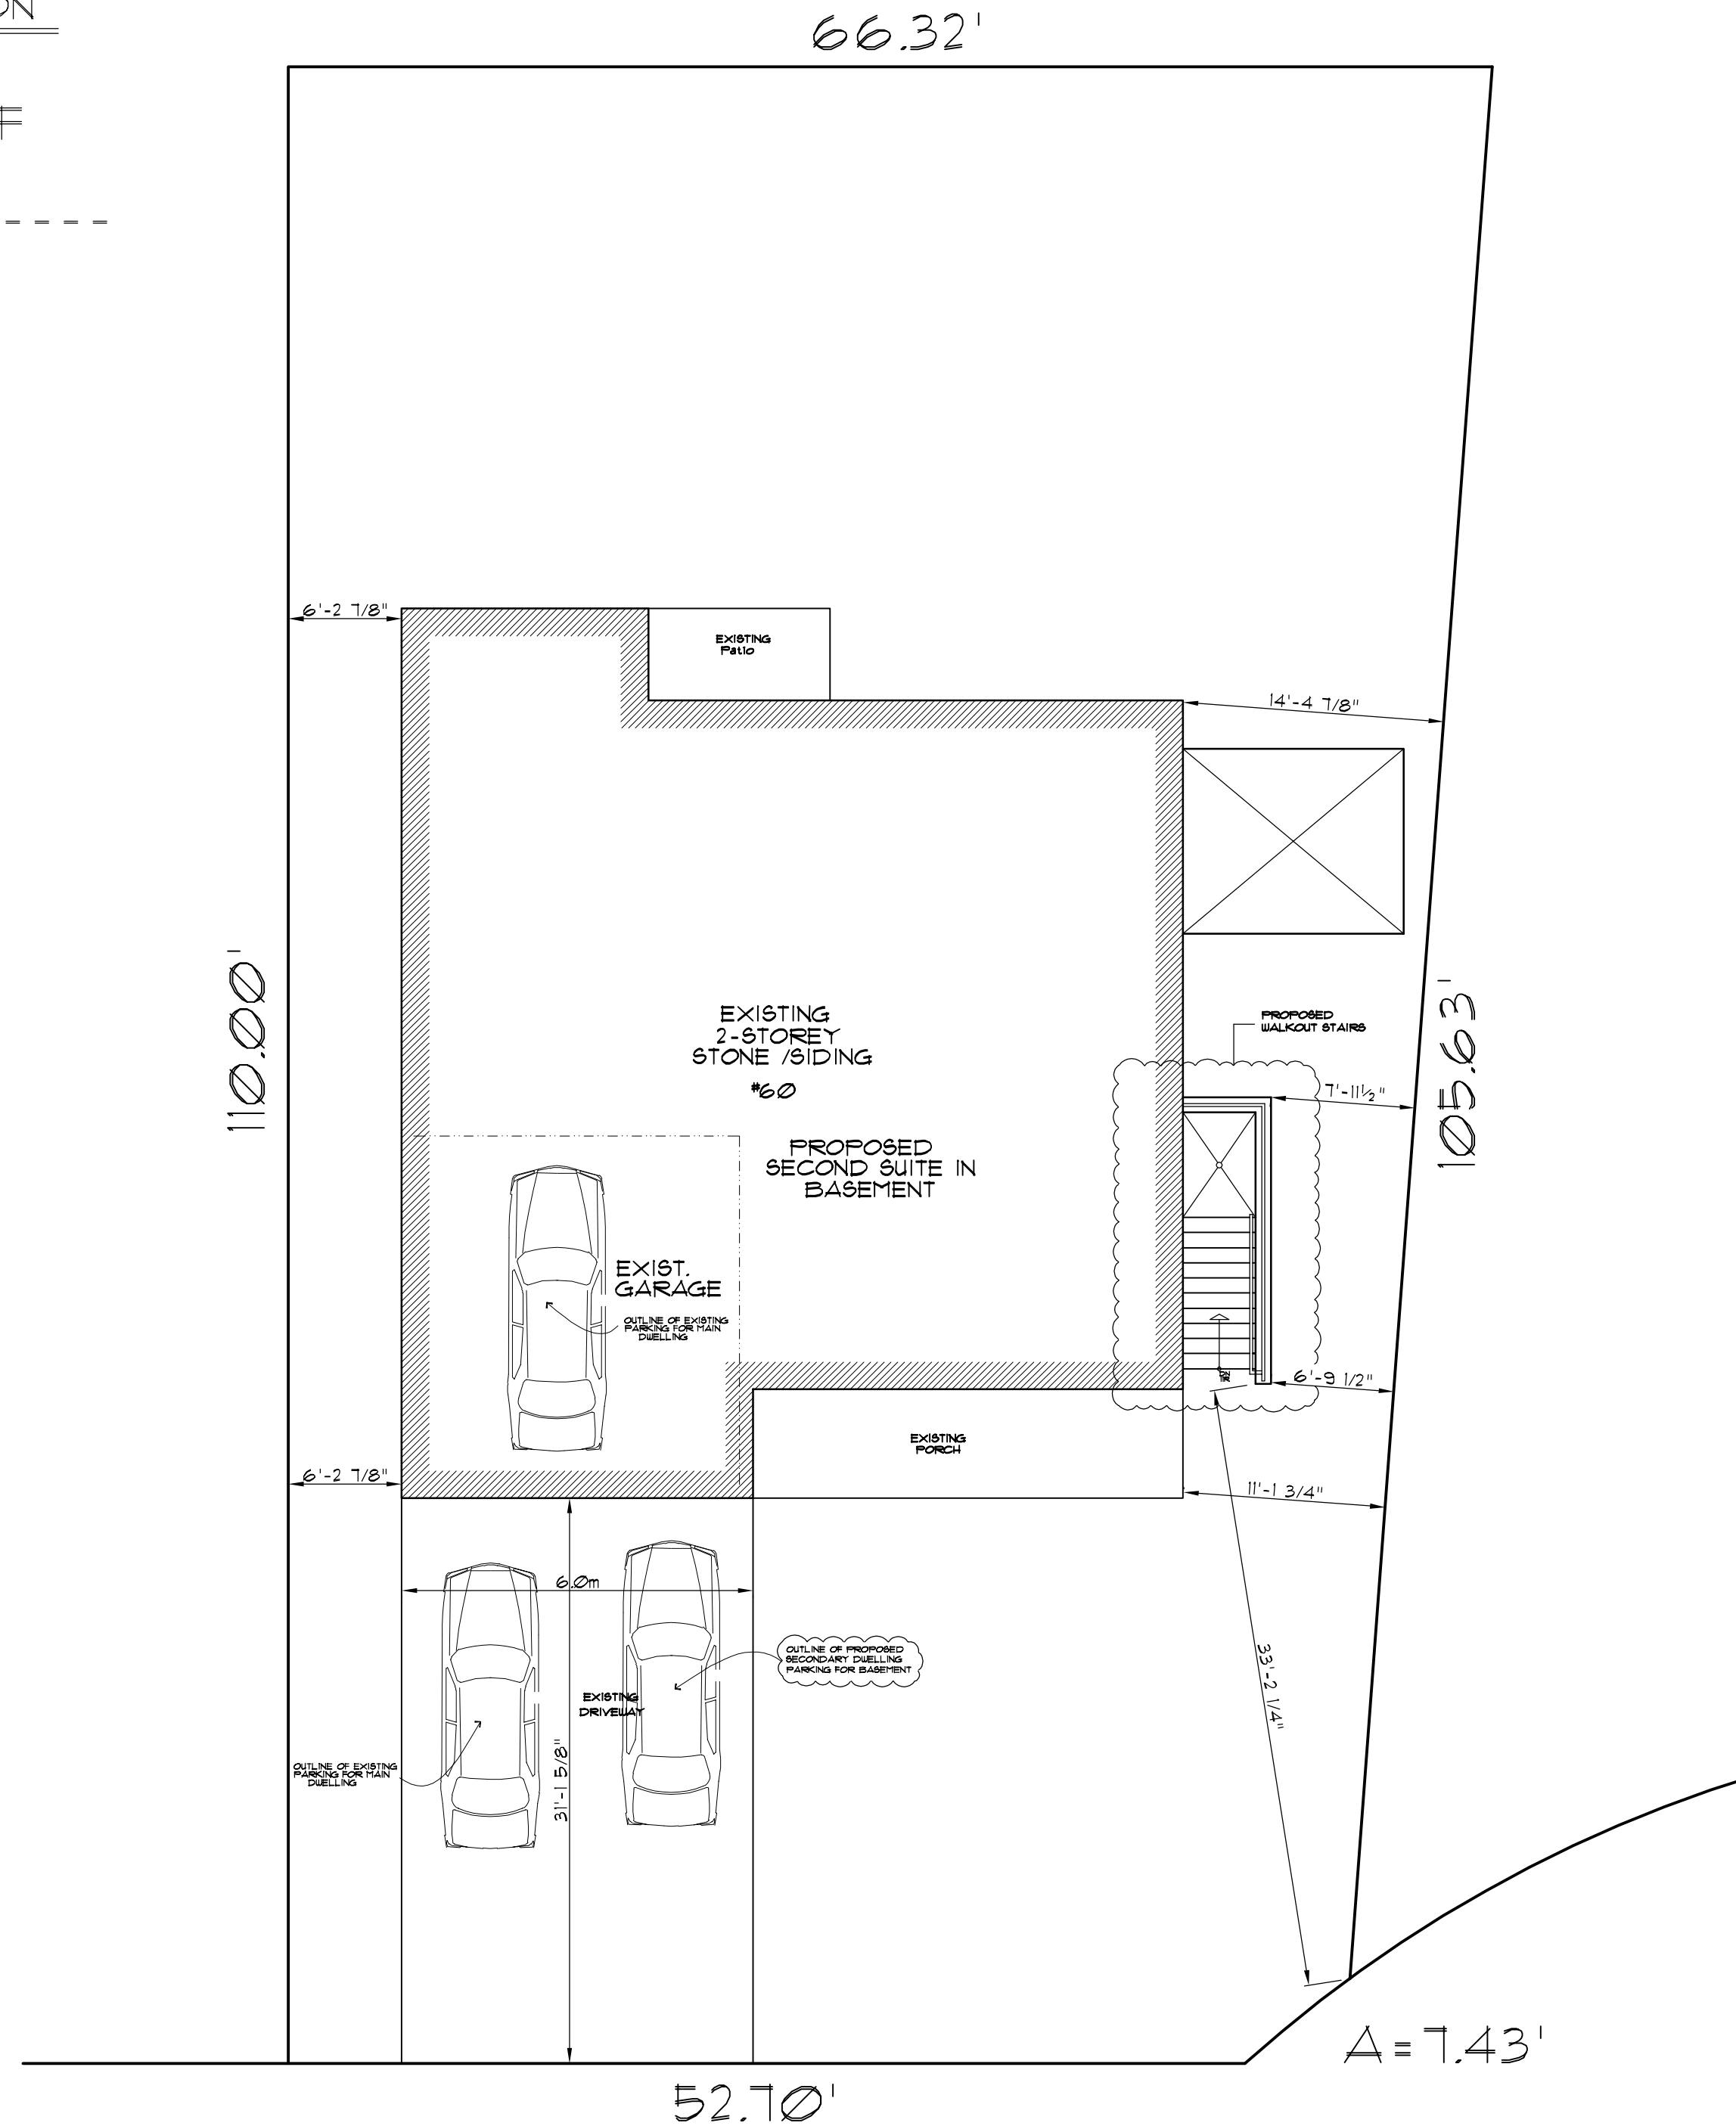 66.32'
6'-2 7/8"
EXISTING
Patio
14'-4 7/8"
110.00'
105.63'
EXISTING
2-STOREY
STONE /SIDING
#60
PROPOSED
WALKOUT STAIRS
7'-11½"
PROPOSED
SECOND SUITE IN
BASEMENT
EXIST.
GARAGE
OUTLINE OF EXISTING
PARKING FOR MAIN
DWELLING
6'-9 1/2"
EXISTING
PORCH
6'-2 7/8"
11'-1 3/4"
6.0m
OUTLINE OF PROPOSED
SECONDARY DWELLING
PARKING FOR BASEMENT
33'-2 1/4"
EXISTING
DRIVEWAY
OUTLINE OF EXISTING
PARKING FOR MAIN
DWELLING
31'-1 5/8"
A=7.43'
52.70'